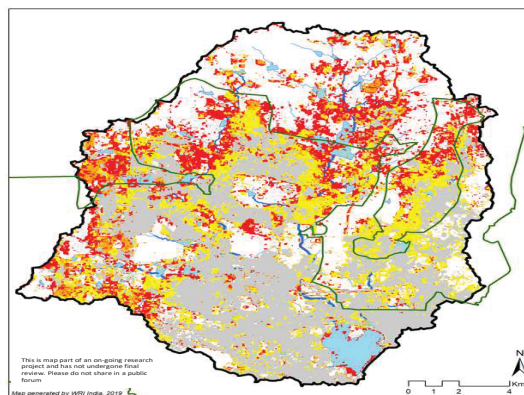 This is map part of an on-going research
project and has not undergone final
review. Please do not share in a public
forum
Map generated by WRI India, 2019
N
0 1 2 4
Km